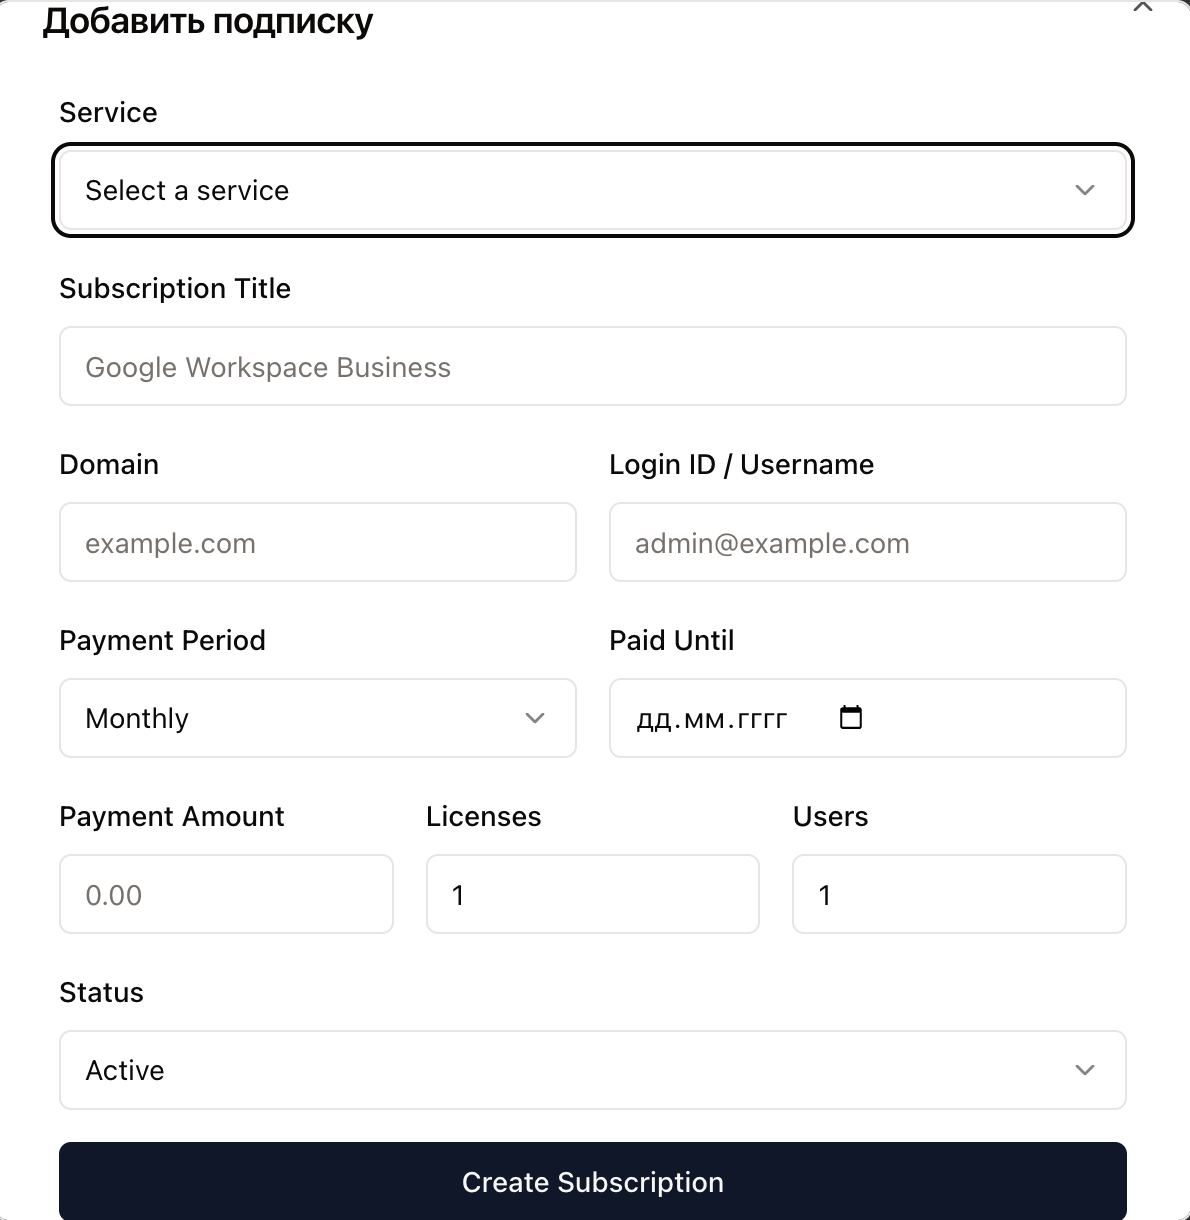 Добавить подписку
Service
Select a service
Subscription Title
Google Workspace Business
Domain
Login ID / Username
example.com
admin@example.com
Payment Period
Paid Until
Monthly
дд.мм.гггг
Payment Amount
Licenses
Users
0.00
1
1
Status
Active
Create Subscription